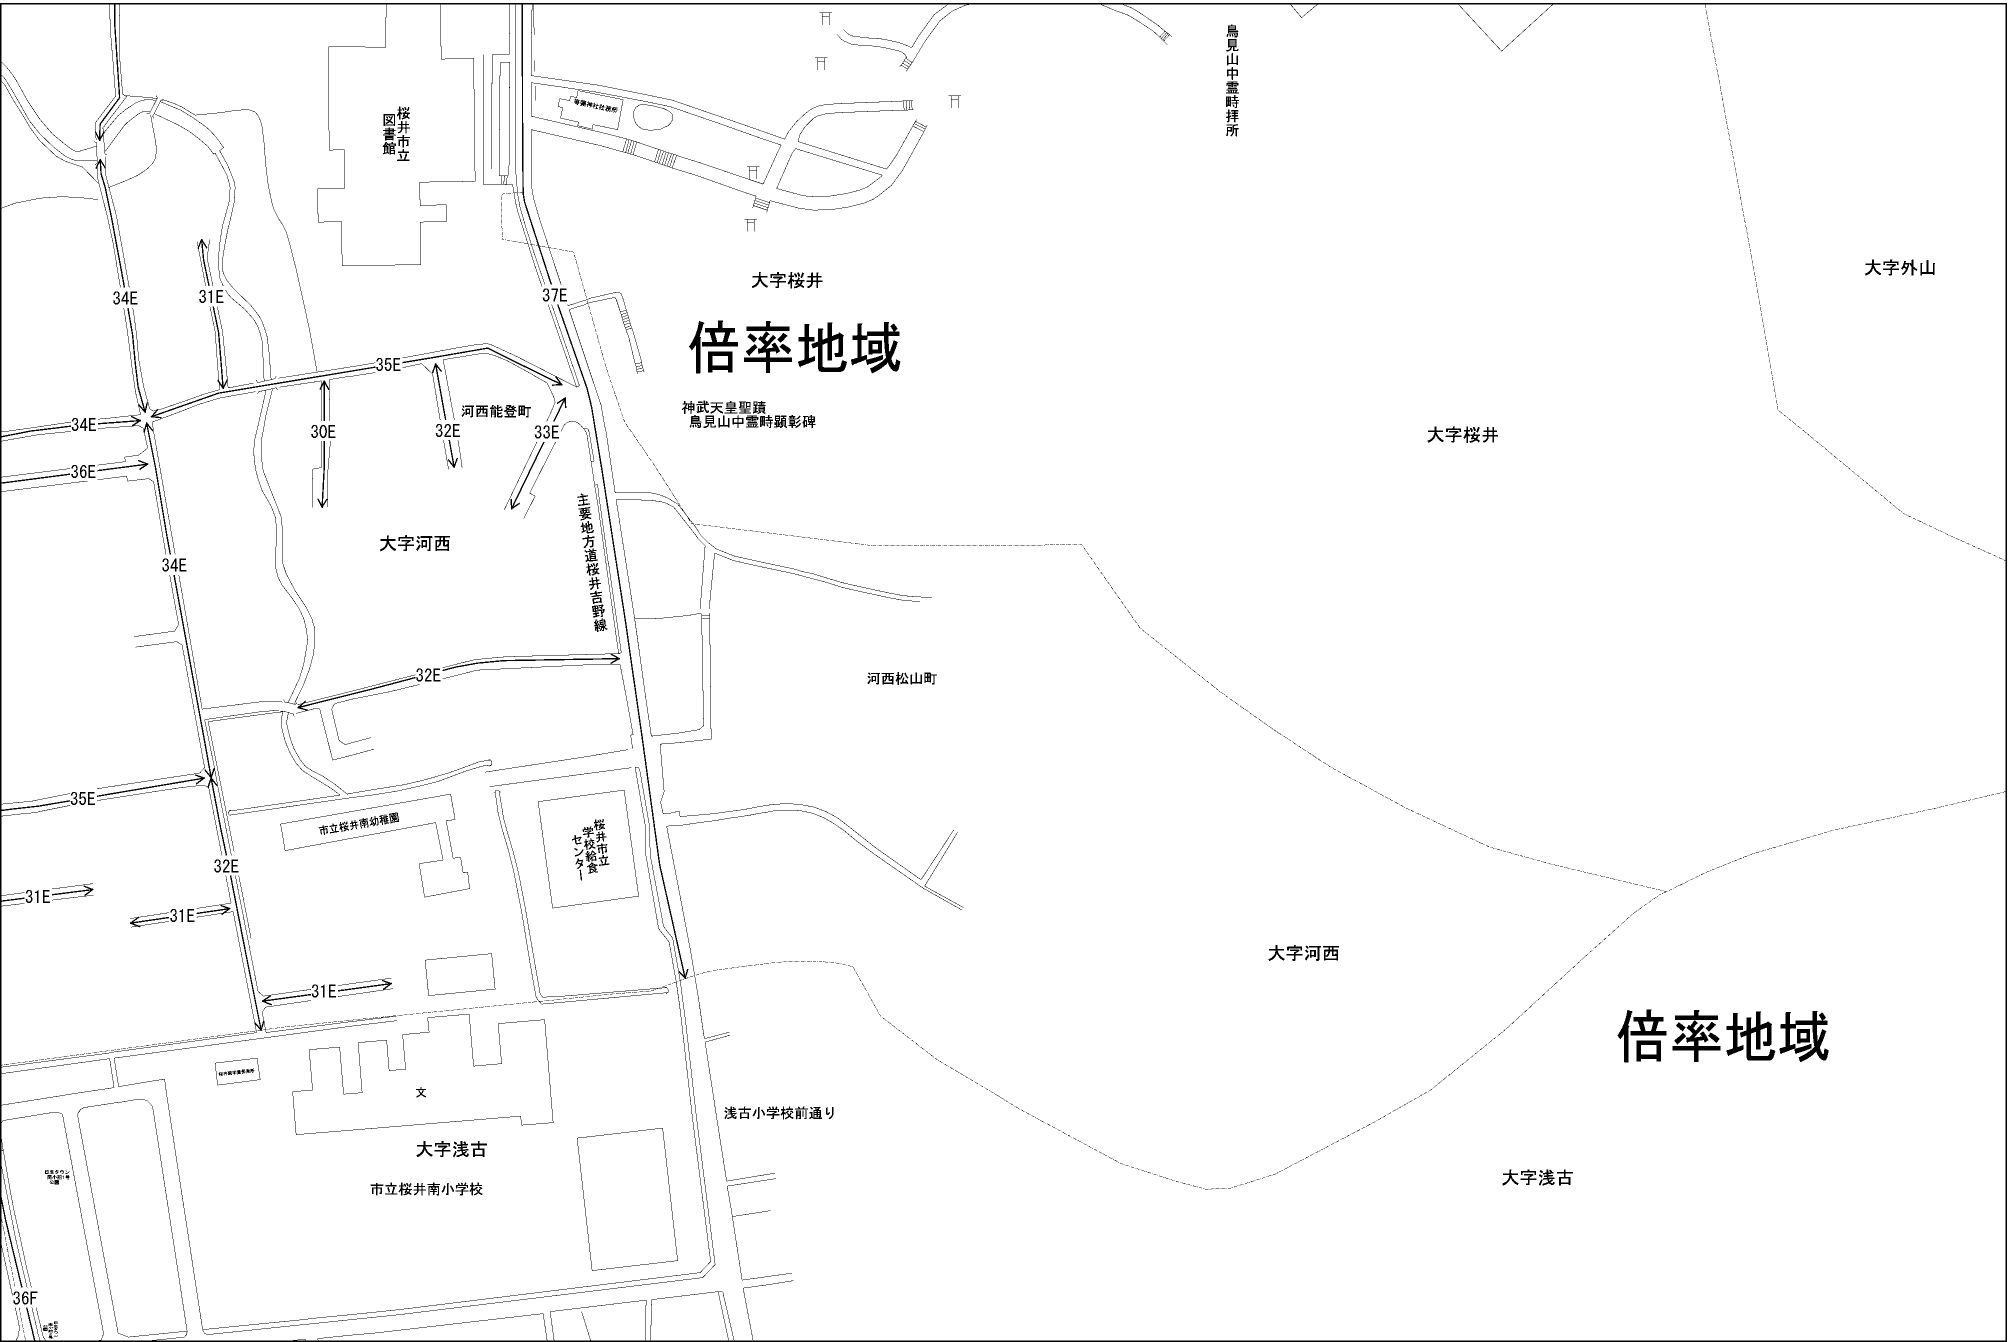 鳥見山中霊畤拝所
桜井市立
図書館
等彌神社社務所
大字外山
大字桜井
34E
31E
37E
倍率地域
35E
神武天皇聖蹟
鳥見山中霊畤顕彰碑
河西能登町
34E
30E
32E
33E
大字桜井
36E
主要地方道桜井吉野線
大字河西
34E
32E
河西松山町
35E
市立桜井南幼稚園
桜井市立
学校給食
センター
32E
31E
31E
大字河西
31E
倍率地域
文
浅古小学校前通り
大字浅古
大字浅古
市立桜井南小学校
36F